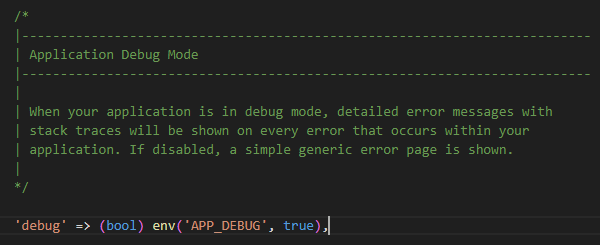 /*
|--------------------------------------------------------------------------
| Application Debug Mode
|--------------------------------------------------------------------------
|
| When your application is in debug mode, detailed error messages with
| stack traces will be shown on every error that occurs within your
| application. If disabled, a simple generic error page is shown.
|
*/
'debug' => (bool) env('APP_DEBUG', true),